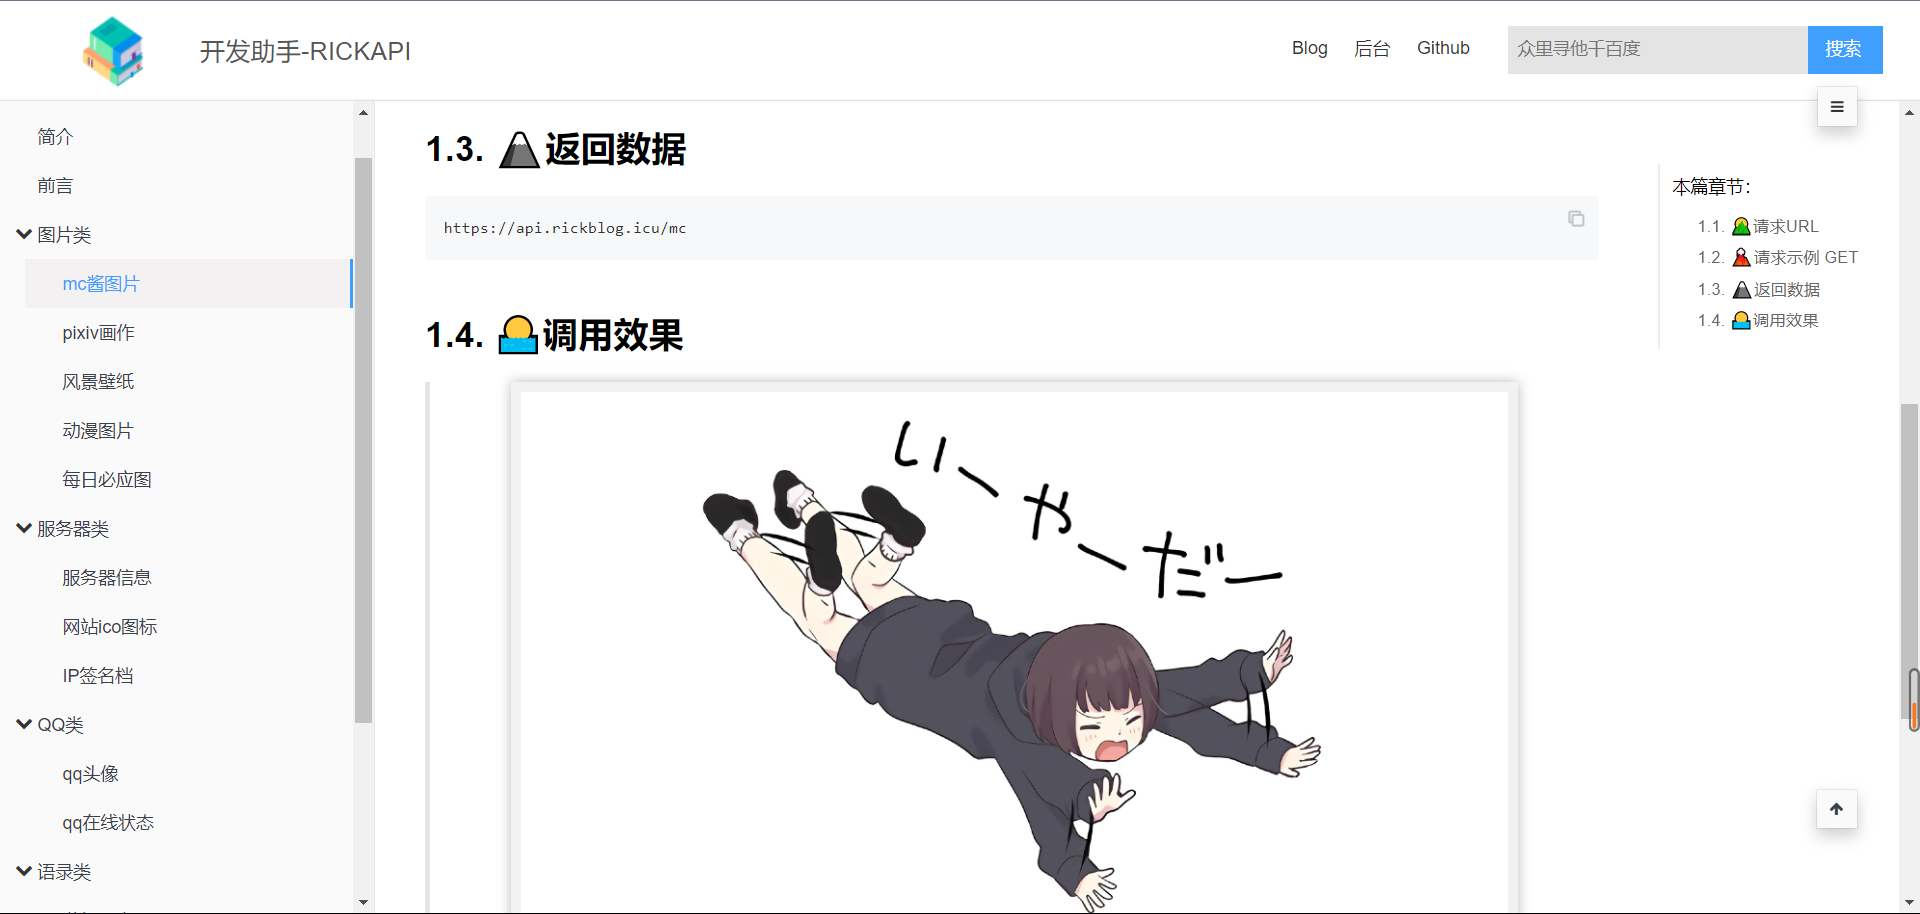 开发助手-RICKAPI
Blog
后台
Github
众里寻他千百度
搜索
简介
前言
图片类
mc酱图片
pixiv画作
风景壁纸
动漫图片
每日必应图
服务器类
服务器信息
网站ico图标
IP签名档
QQ类
qq头像
qq在线状态
语录类
1.3. 返回数据
https://api.rickblog.icu/mc
1.4. 调用效果
いーやーだー
本篇章节：
1.1. 请求URL
1.2. 请求示例 GET
1.3. 返回数据
1.4. 调用效果